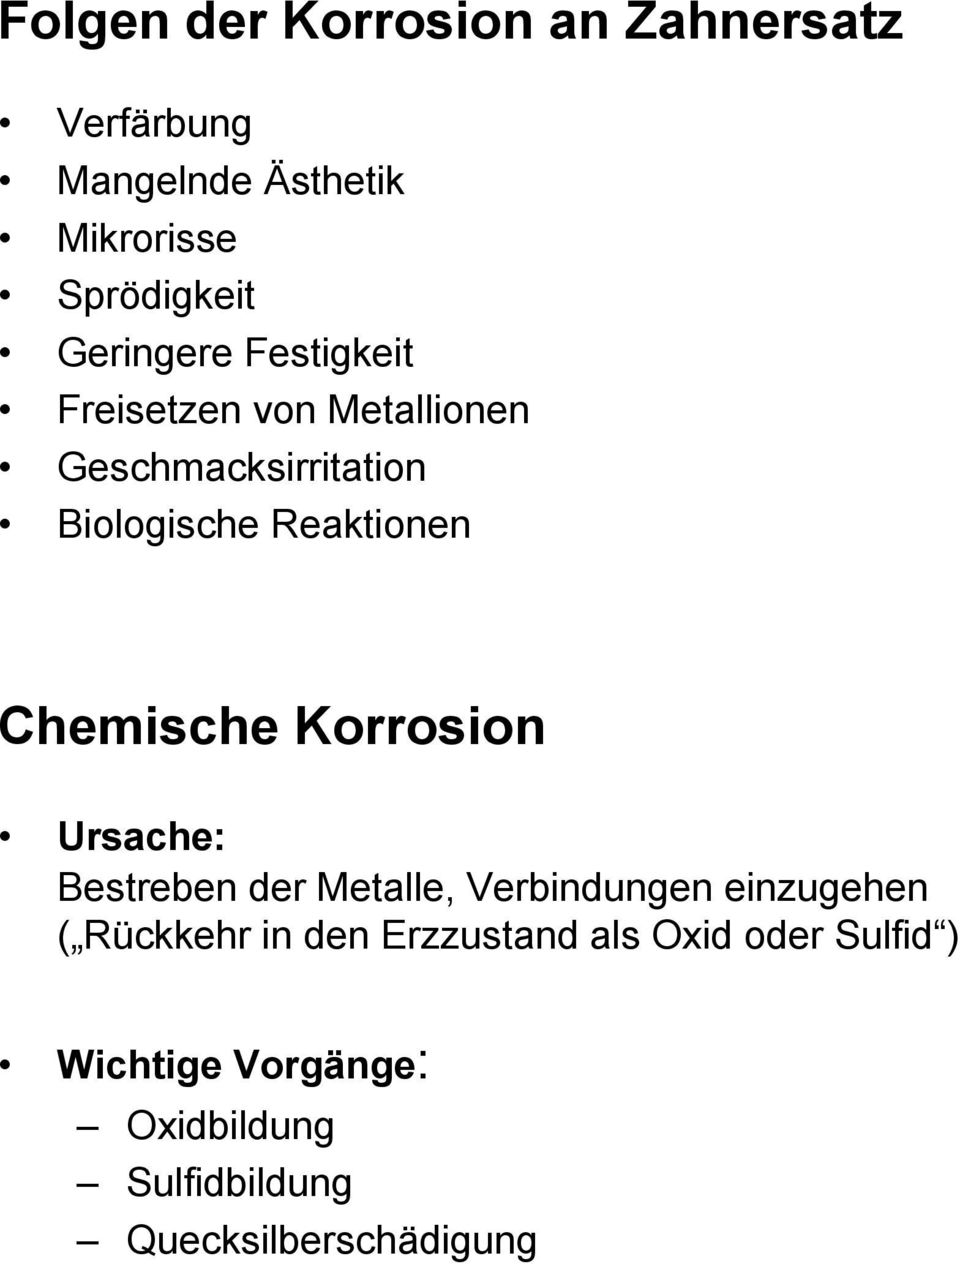 Folgen der Korrosion an Zahnersatz
• Verfärbung
• Mangelnde Ästhetik
• Mikrorisse
• Sprödigkeit
• Geringere Festigkeit
• Freisetzen von Metallionen
• Geschmacksirritation
• Biologische Reaktionen
Chemische Korrosion
• Ursache:
Bestreben der Metalle, Verbindungen einzugehen
( „Rückkehr in den Erzzustand als Oxid oder Sulfid“ )
• Wichtige Vorgänge:
– Oxidbildung
– Sulfidbildung
– Quecksilberschädigung